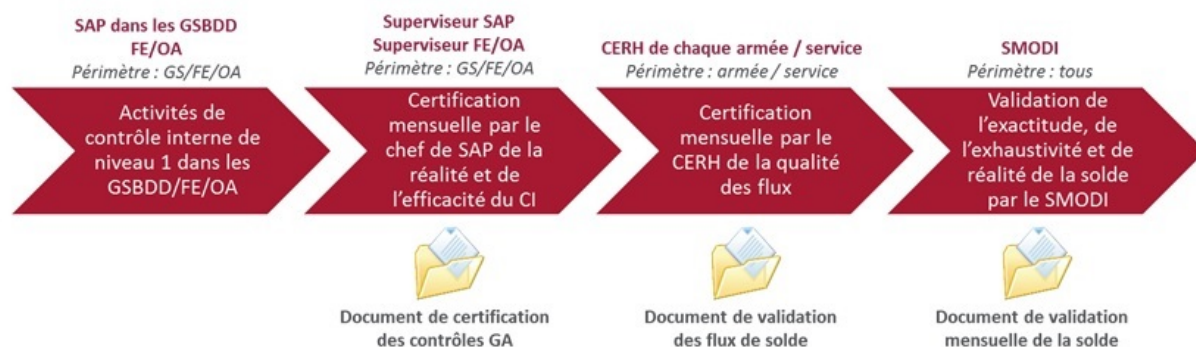 SAP dans les GSBDD
FE/OA
Périmètre : GS/FE/OA
Activités de
contrôle interne de
niveau 1 dans les
GSBDD/FE/OA
Superviseur SAP
Superviseur FE/OA
Périmètre : GS/FE/OA
Certification
mensuelle par le
chef de SAP de la
réalité et de
l'efficacité du CI
Document de certification
des contrôles GA
CERH de chaque armée / service
Périmètre : armée / service
Certification
mensuelle par le
CERH de la qualité
des flux
Document de validation
des flux de solde
SMODI
Périmètre : tous
Validation de
l'exactitude, de
l'exhaustivité et de
réalité de la solde
par le SMODI
Document de validation
mensuelle de la solde